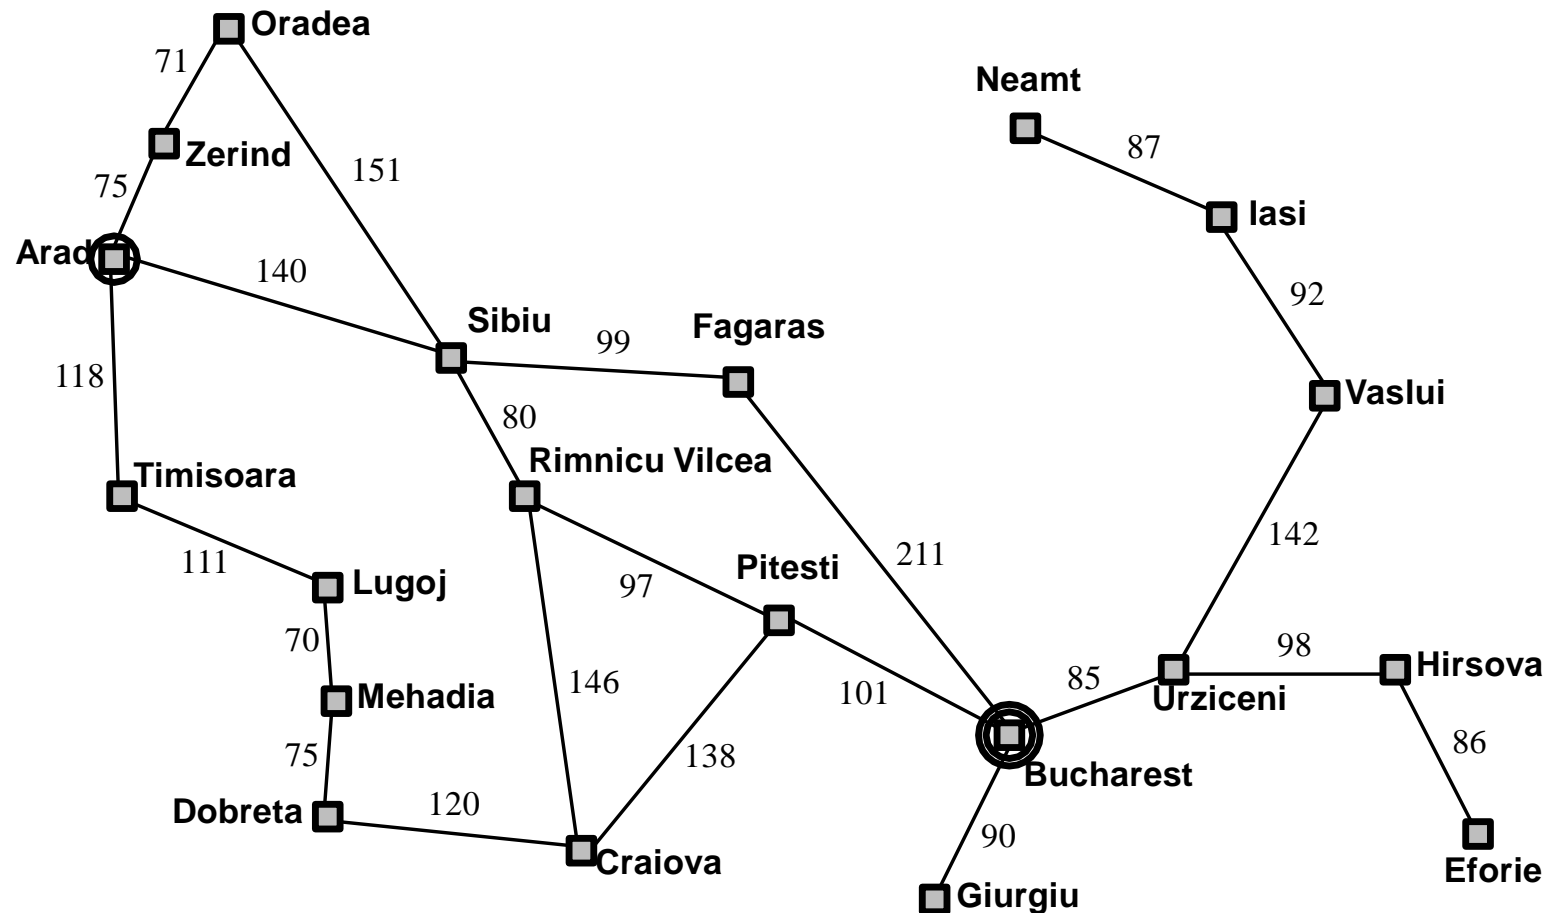 Oradea
71
Neamt
87
Zerind
151
75
Iasi
Arad
140
92
Sibiu
Fagaras
99
118
Vaslui
80
Rimnicu Vilcea
Timisoara
142
211
111
Pitesti
Lugoj
97
70
98
Hirsova
146
85
Urziceni
101
Mehadia
86
75
138
Bucharest
Dobreta
120
90
Craiova
Eforie
Giurgiu